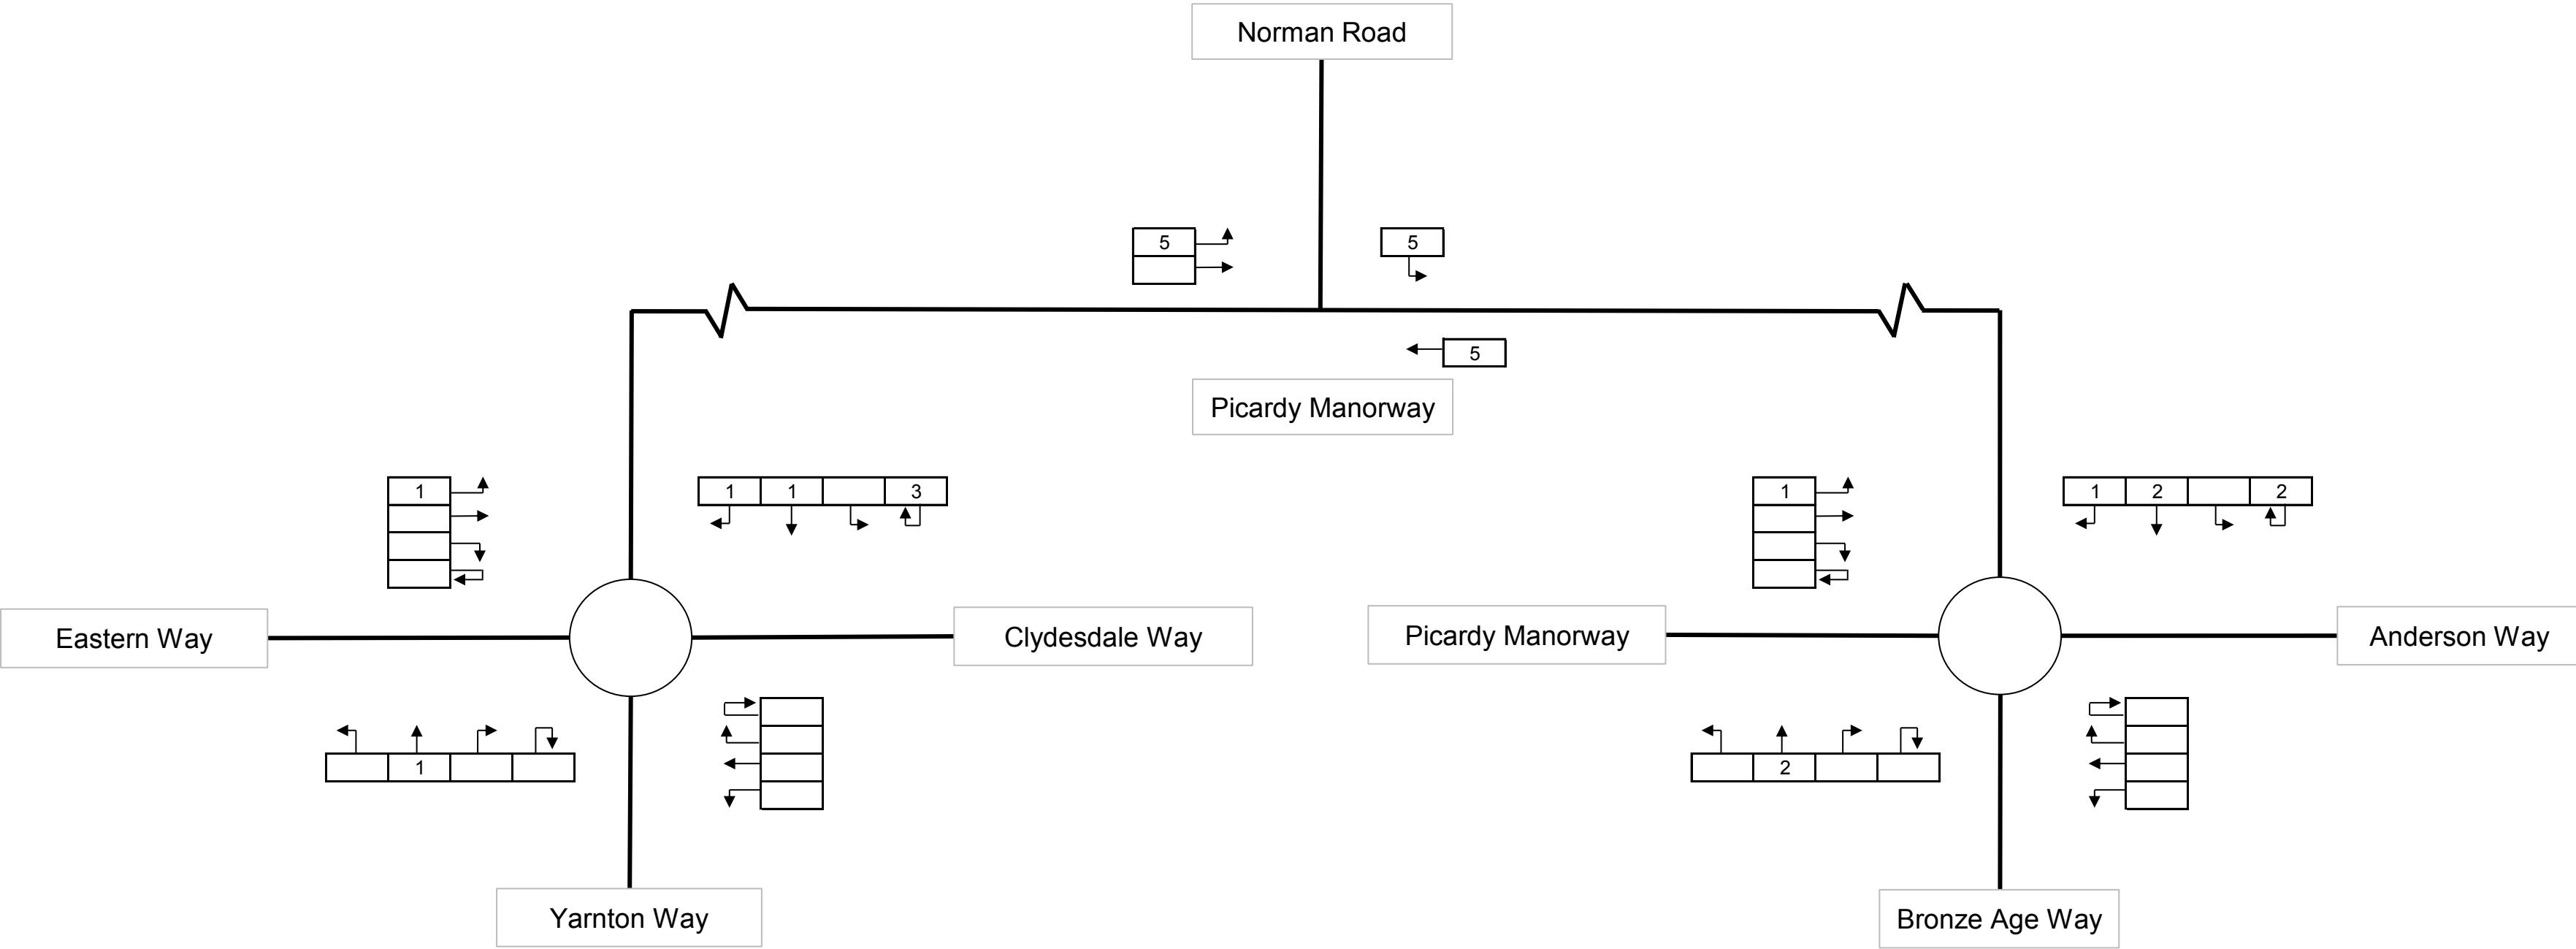 Norman Road
5
5
5
Picardy Manorway
1
1 1 3
1
1 2 2
Eastern Way
Clydesdale Way
Picardy Manorway
Anderson Way
1
2
Yarnton Way
Bronze Age Way